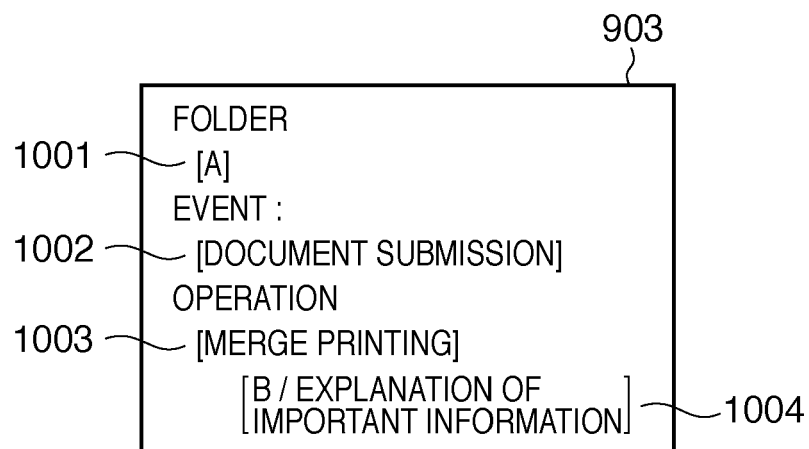 903
FOLDER
1001 [A]
EVENT :
1002 [DOCUMENT SUBMISSION]
OPERATION
1003 [MERGE PRINTING]
[B / EXPLANATION OF
IMPORTANT INFORMATION] 1004